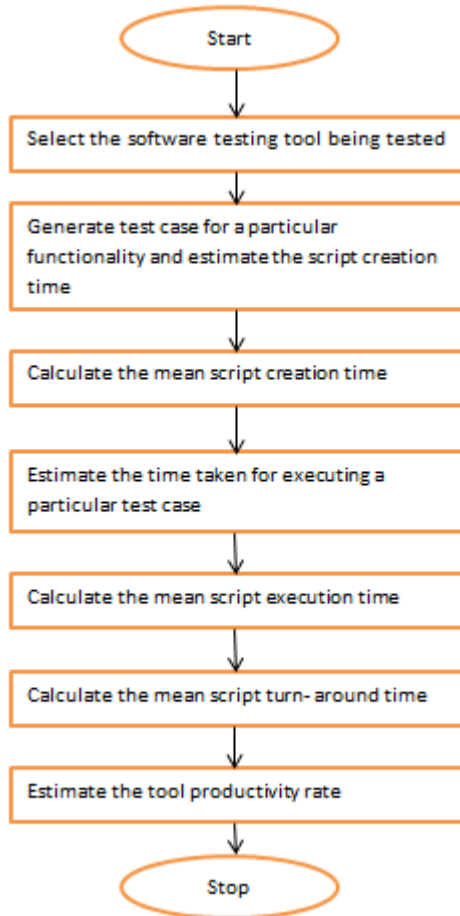 Start
Select the software testing tool being tested
Generate test case for a particular
functionality and estimate the script creation
time
Calculate the mean script creation time
Estimate the time taken for executing a
particular test case
Calculate the mean script execution time
Calculate the mean script turn- around time
Estimate the tool productivity rate
Stop